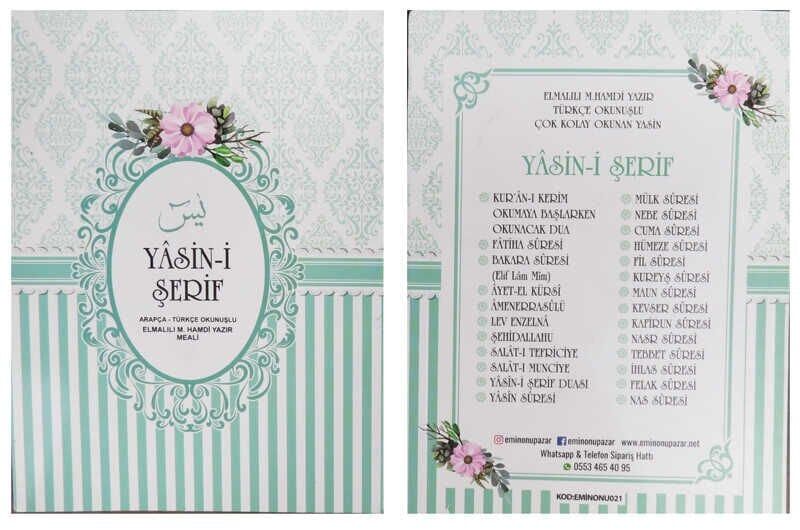 يس
YÂSİN-İ
ŞERİF
ARAPÇA - TÜRKÇE OKUNUŞLU
ELMALILI M. HAMDİ YAZIR
MEALİ
ELMALILI M.HAMDİ YAZIR
TÜRKÇE OKUNUŞLU
ÇOK KOLAY OKUNAN YASİN
YÂSİN-İ ŞERİF
KUR'ÂN-I KERİM
OKUMAYA BAŞLARKEN
OKUNACAK DUA
FÂTİHA SÛRESİ
BAKARA SÛRESİ
(Elif Lâm Mîm)
ÂYET-EL KÜRSİ
ÂMENERRASÛLÜ
LEV ENZELNÂ
ŞEHİDALLAHU
SALÂT-I TEFRİCİYE
SALÂT-I MUNCİYE
YÂSİN-İ ŞERİF DUASI
YÂSİN SÛRESİ
MÜLK SÛRESİ
NEBE SÛRESİ
CUMA SÛRESİ
HÜMEZE SÛRESİ
FİL SÛRESİ
KUREYŞ SÛRESİ
MAUN SÛRESİ
KEVSER SÛRESİ
KAFİRUN SÛRESİ
NASR SÛRESİ
TEBBET SÛRESİ
İHLAS SÛRESİ
FELAK SÛRESİ
NAS SÛRESİ
eminonupazar eminonupazar www.eminonupazar.net
Whatsapp & Telefon Sipariş Hattı
0553 465 40 95
KOD:EMİNONU021